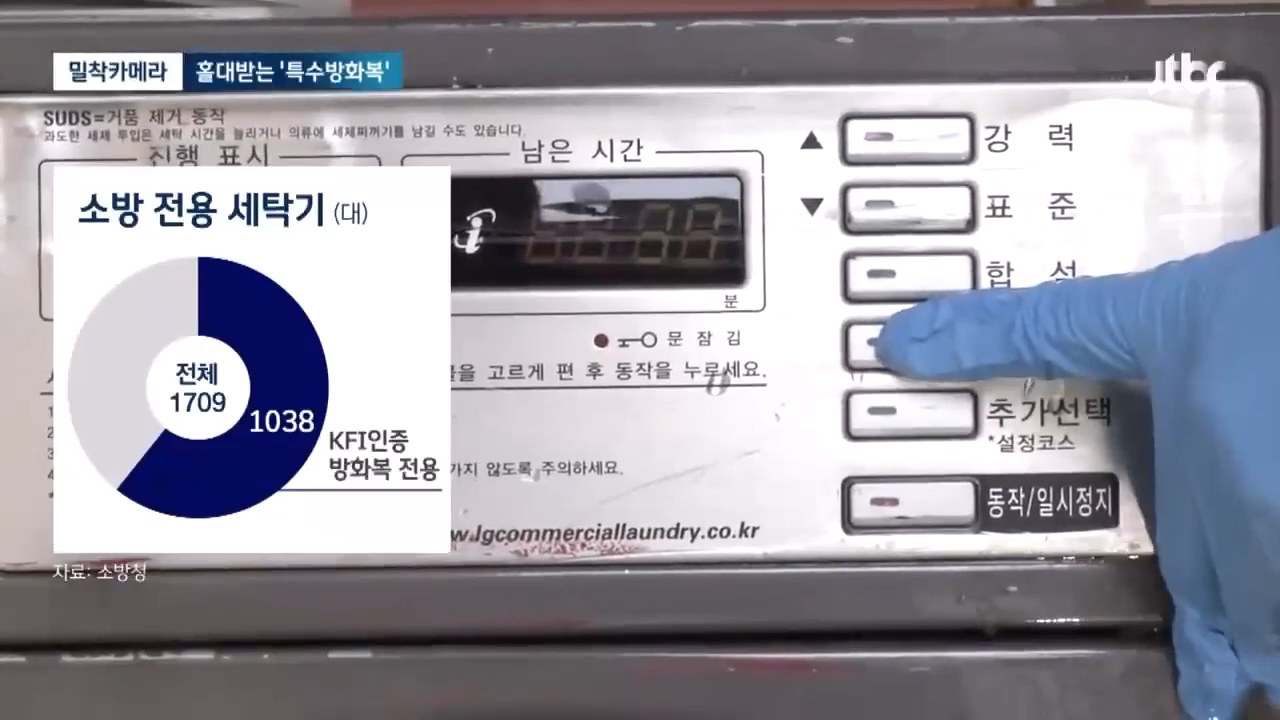 밀착카메라
홀대받는 '특수방화복'
jtbc
SUDS=거품 제거 동작
과도한 세제 투입은 세탁 시간을 늘리거나 의류에 세제찌꺼기를 남길 수도 있습니다.
진행 표시
남은 시간
강 력
표 준
합 성
분
문 잠 김
고르게 편 후 동작을 누르세요.
추가선택
*설정코스
가지 않도록 주의하세요.
동작/일시정지
w.lgcommerciallaundry.co.kr
소방 전용 세탁기 (대)
전체
1709
1038
KFI인증
방화복 전용
자료: 소방청